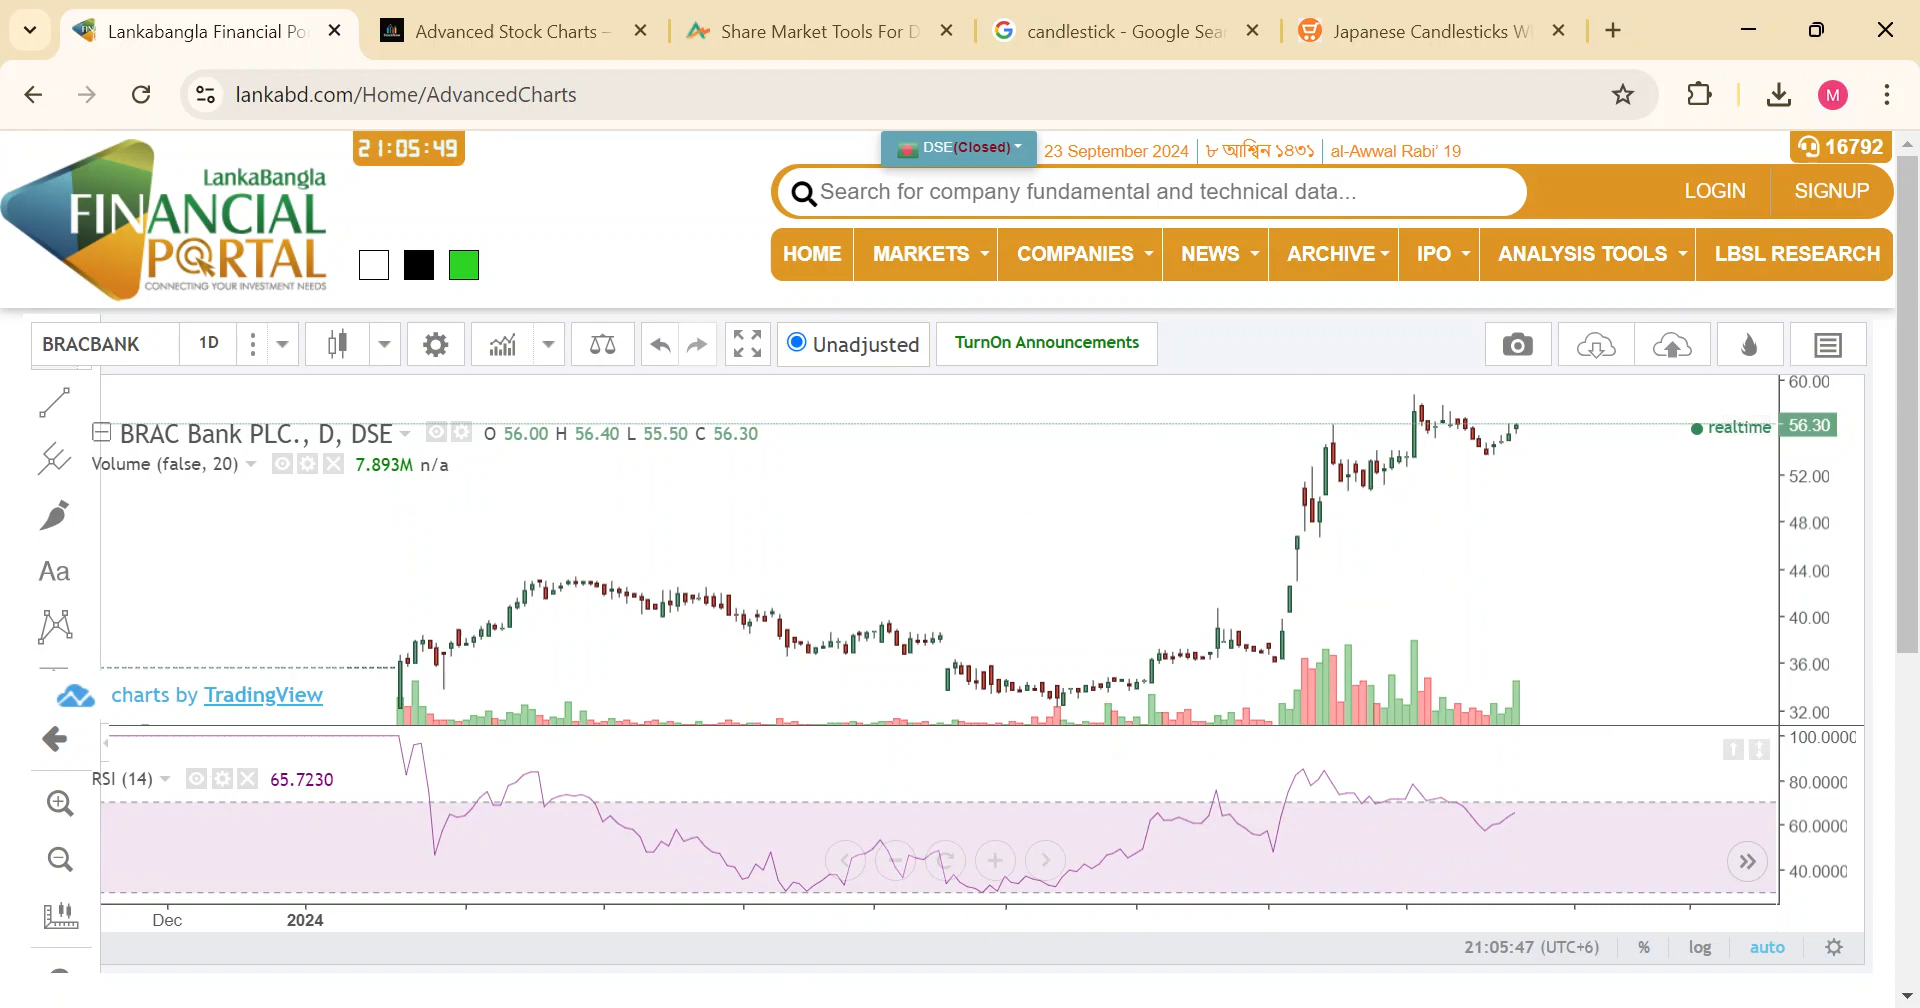 Lankabangla Financial Po
Advanced Stock Charts –
Share Market Tools For D
candlestick - Google Sear
Japanese Candlesticks W
lankabd.com/Home/AdvancedCharts
M
21:05:49
DSE(Closed)
23 September 2024
৮ আশ্বিন ১৪৩১
al-Awwal Rabi’ 19
16792
LankaBangla
FINANCIAL
PORTAL
CONNECTING YOUR INVESTMENT NEEDS
Search for company fundamental and technical data...
LOGIN
SIGNUP
HOME MARKETS COMPANIES NEWS ARCHIVE IPO ANALYSIS TOOLS LBSL RESEARCH
BRACBANK 1D Unadjusted TurnOn Announcements
BRAC Bank PLC., D, DSE O 56.00 H 56.40 L 55.50 C 56.30
Volume (false, 20) 7.893M n/a
realtime 56.30
60.00
52.00
48.00
44.00
40.00
36.00
32.00
Aa
charts by TradingView
RSI (14) 65.7230
100.0000
80.0000
60.0000
40.0000
Dec 2024
21:05:47 (UTC+6) % log auto